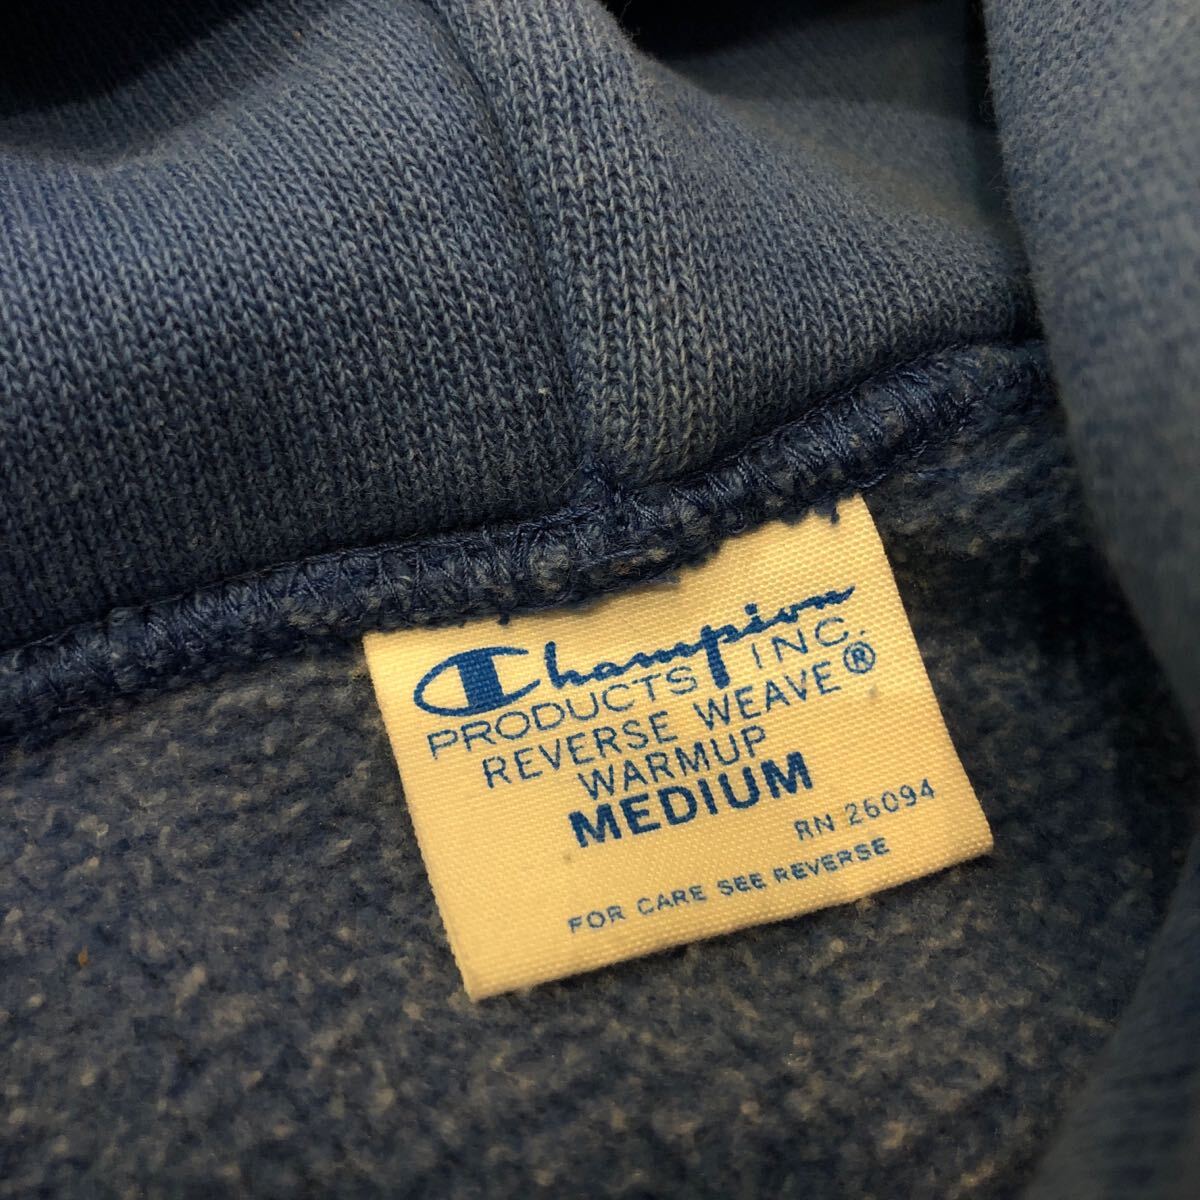 Champion
PRODUCTS INC.
REVERSE WEAVE®
WARMUP
MEDIUM
RN 26094
FOR CARE SEE REVERSE